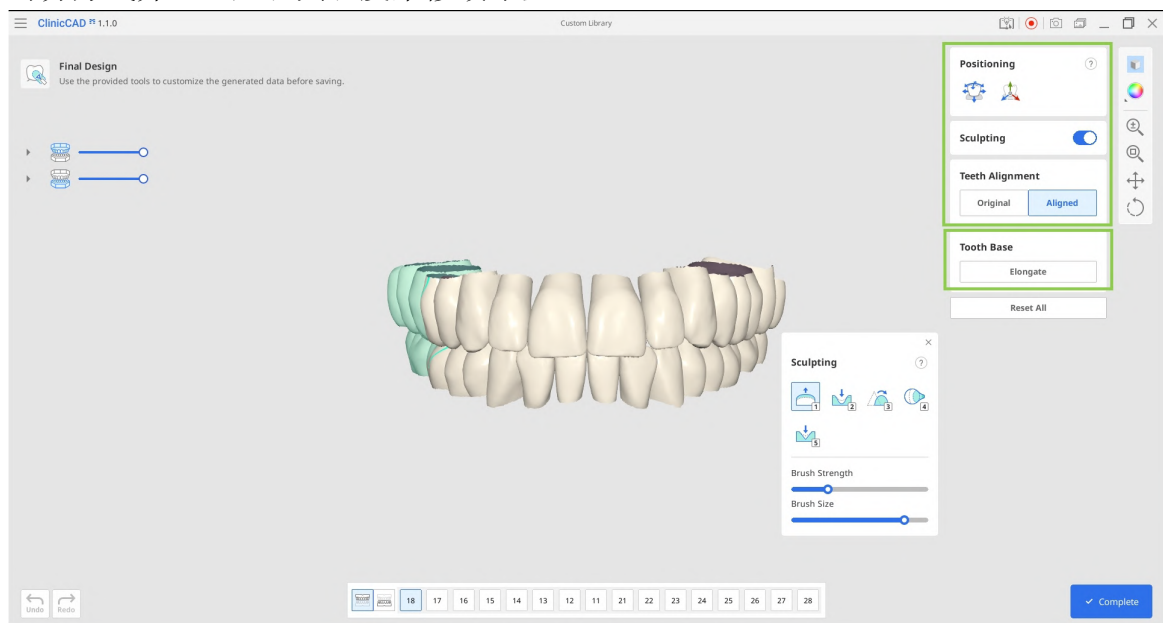 ClinicCAD 1.1.0
Custom Library
Final Design
Use the provided tools to customize the generated data before saving.
Positioning
?
Sculpting
Teeth Alignment
Original Aligned
Tooth Base
Elongate
Reset All
Sculpting
?
1 2 3 4
5
Brush Strength
Brush Size
Undo Redo
18 17 16 15 14 13 12 11 21 22 23 24 25 26 27 28
Complete